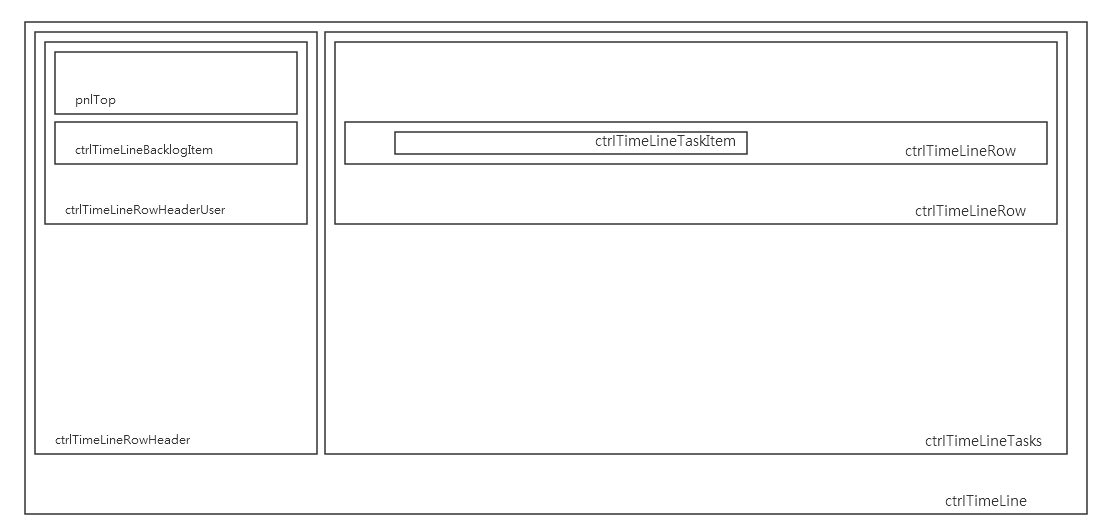 pnlTop
ctrlTimeLineBacklogItem
ctrlTimeLineRowHeaderUser
ctrlTimeLineRowHeader
ctrlTimeLineTaskItem
ctrlTimeLineRow
ctrlTimeLineRow
ctrlTimeLineTasks
ctrlTimeLine